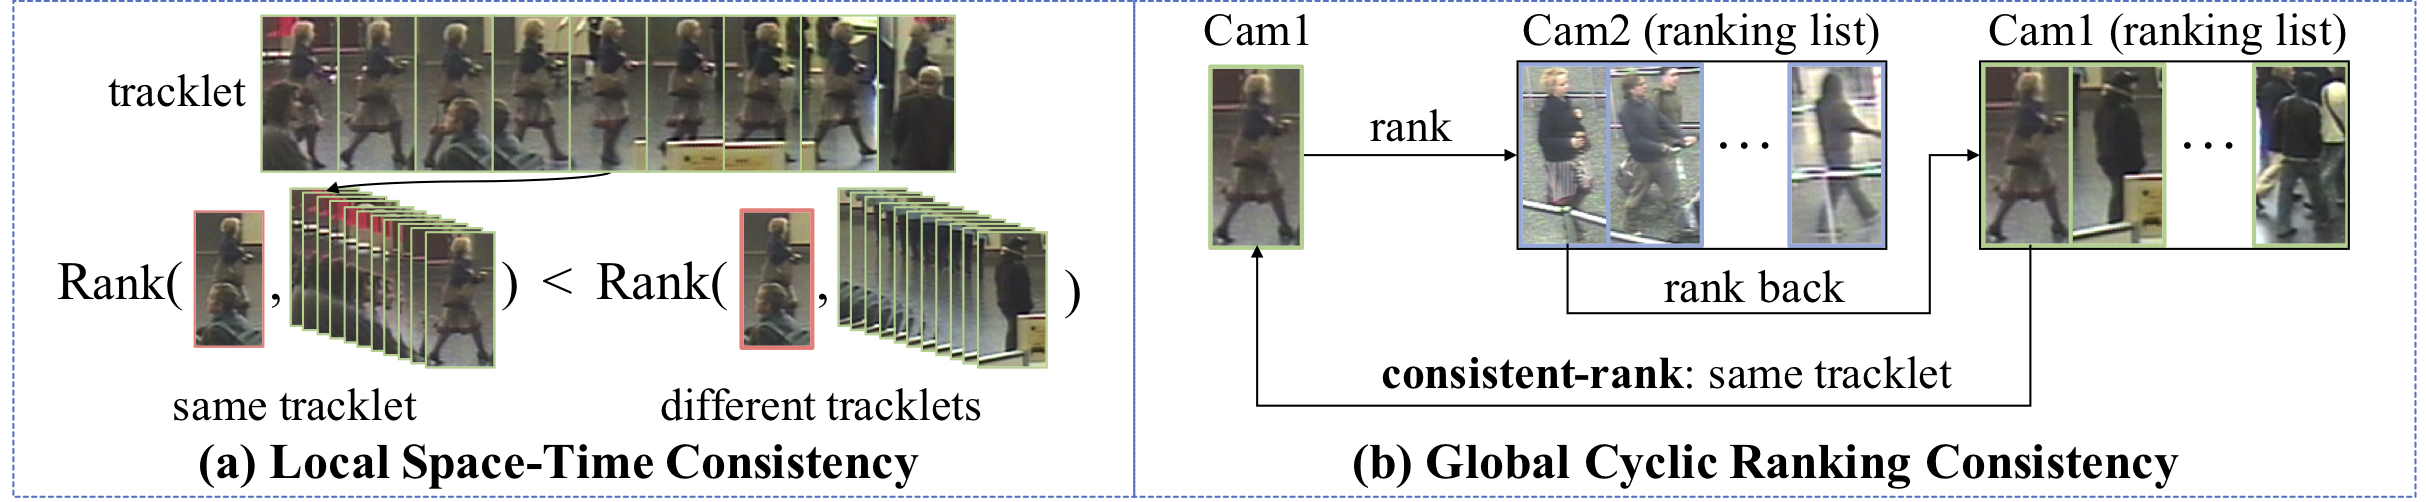 tracklet
Rank( , ) < Rank( , )
same tracklet
different tracklets
(a) Local Space-Time Consistency
Cam1
Cam2 (ranking list)
Cam1 (ranking list)
rank
...
...
rank back
consistent-rank: same tracklet
(b) Global Cyclic Ranking Consistency